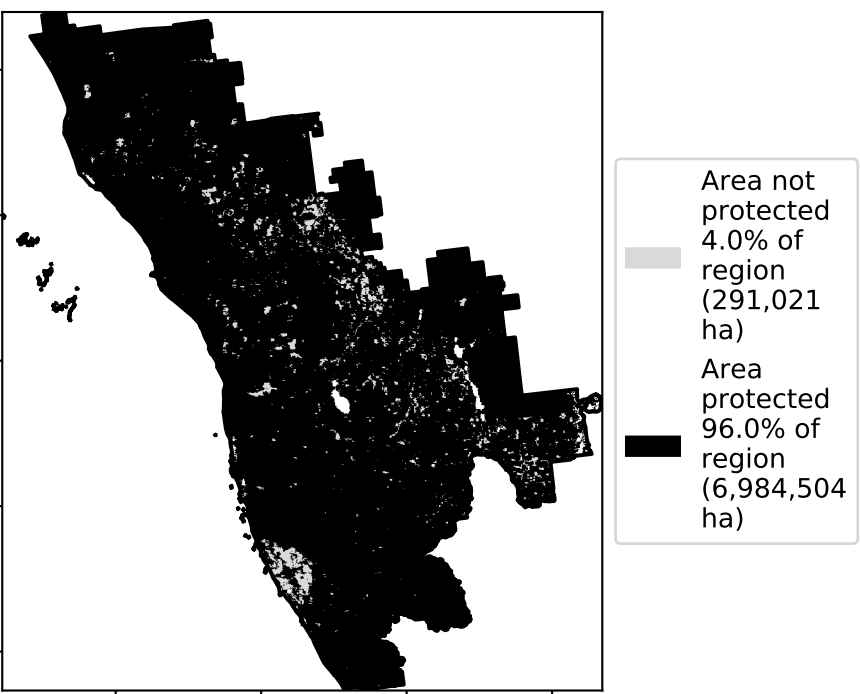 Area not
protected
4.0% of
region
(291,021
ha)
Area
protected
96.0% of
region
(6,984,504
ha)